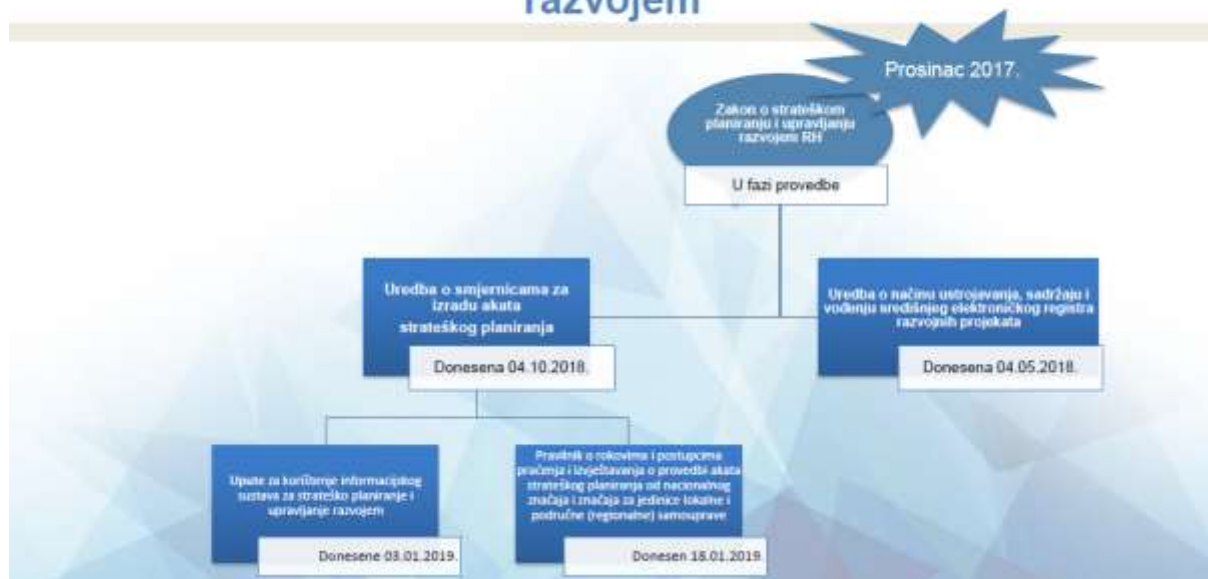 razvojem
Prosinac 2017.
Zakon o strateškom
planiranju i upravljanju
razvojem RH
U fazi provedbe
Uredba o smjernicama za
izradu akata
strateškog planiranja
Donesena 04.10.2018.
Uredba o načinu ustrojavanja, sadržaju i
vođenju središnjeg elektroničkog registra
razvojnih projekata
Donesena 04.05.2018.
Upute za korištenje informacijskog
sustava za strateško planiranje i
upravljanje razvojem
Donesene 03.01.2019.
Pravilnik o rokovima i postupcima
praćenja i izvještavanja o provedbi akata
strateškog planiranja od nacionalnog
značaja i značaja za jedinice lokalne i
područne (regionalne) samouprave
Donesen 18.01.2019